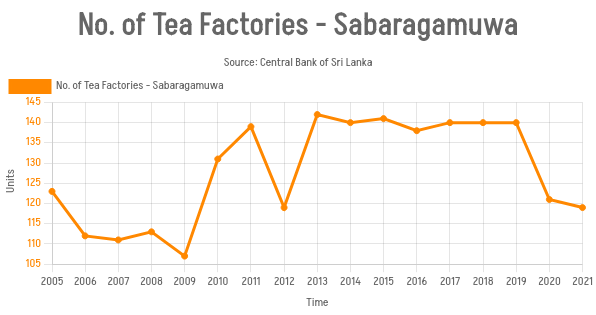 No. of Tea Factories - Sabaragamuwa
Source: Central Bank of Sri Lanka
No. of Tea Factories - Sabaragamuwa
145
140
135
130
125
120
115
110
105
Units
2005 2006 2007 2008 2009 2010 2011 2012 2013 2014 2015 2016 2017 2018 2019 2020 2021
Time